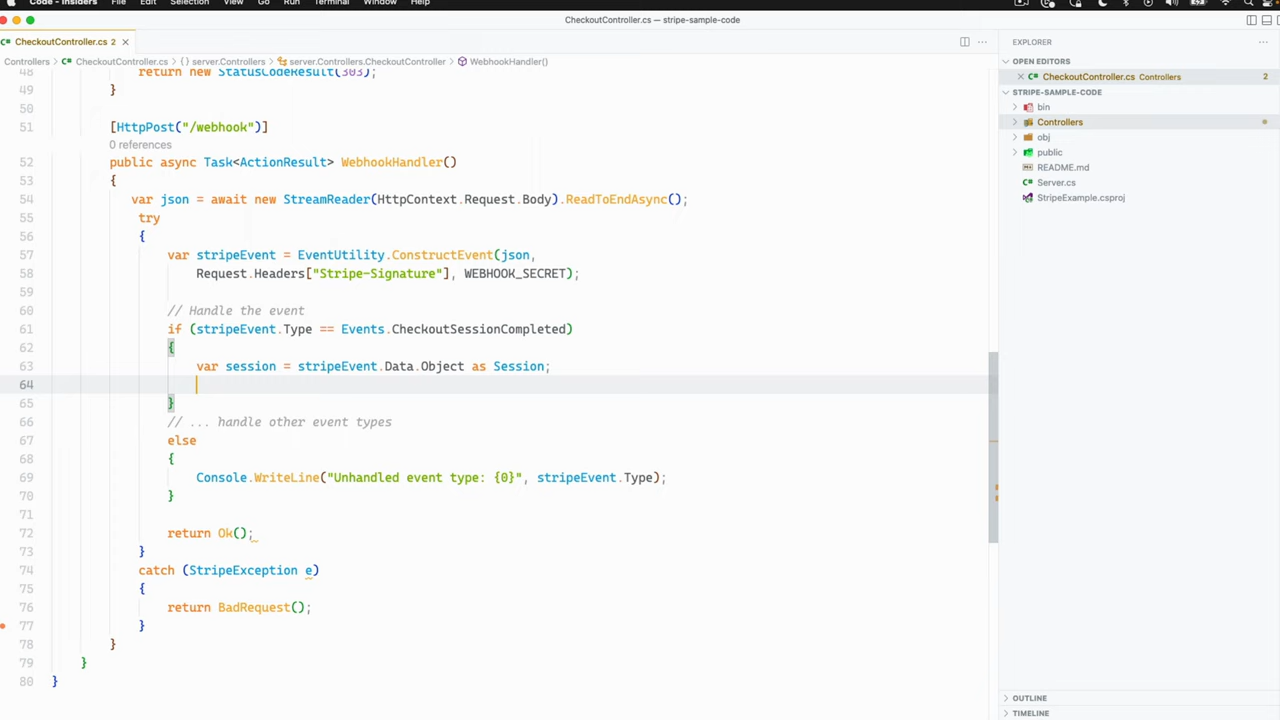 Code - Insiders File Edit Selection View Go Run Terminal Window Help
CheckoutController.cs — stripe-sample-code
CheckoutController.cs 2
Controllers > CheckoutController.cs > {} server.Controllers > server.Controllers.CheckoutController > WebhookHandler()
48 return new StatusCodeResult(303);
49 }
50
51 [HttpPost("/webhook")]
0 references
52 public async Task<ActionResult> WebhookHandler()
53 {
54 var json = await new StreamReader(HttpContext.Request.Body).ReadToEndAsync();
55 try
56 {
57 var stripeEvent = EventUtility.ConstructEvent(json,
58 Request.Headers["Stripe-Signature"], WEBHOOK_SECRET);
59
60 // Handle the event
61 if (stripeEvent.Type == Events.CheckoutSessionCompleted)
62 {
63 var session = stripeEvent.Data.Object as Session;
64
65 }
66 // ... handle other event types
67 else
68 {
69 Console.WriteLine("Unhandled event type: {0}", stripeEvent.Type);
70 }
71
72 return Ok();
73 }
74 catch (StripeException e)
75 {
76 return BadRequest();
77 }
78 }
79 }
80 }
EXPLORER
OPEN EDITORS
CheckoutController.cs Controllers 2
STRIPE-SAMPLE-CODE
bin
Controllers
obj
public
README.md
Server.cs
StripeExample.csproj
OUTLINE
TIMELINE